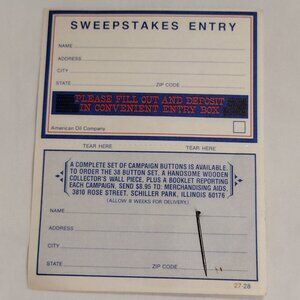 SWEEPSTAKES ENTRY
NAME
ADDRESS
CITY
STATE ZIP CODE
PLEASE FILL OUT AND DEPOSIT
IN CONVENIENT ENTRY BOX
American Oil Company
TEAR HERE TEAR HERE
A COMPLETE SET OF CAMPAIGN BUTTONS IS AVAILABLE
TO ORDER THE 38 BUTTON SET. A HANDSOME WOODEN
COLLECTOR'S WALL PIECE, PLUS A BOOKLET REPORTING
EACH CAMPAIGN, SEND $8.95 TO: MERCHANDISING AIDS,
3810 ROSE STREET, SCHILLER PARK, ILLINOIS 60176
(ALLOW 8 WEEKS FOR DELIVERY)
NAME
ADDRESS
CITY
STATE ZIP CODE
27-28